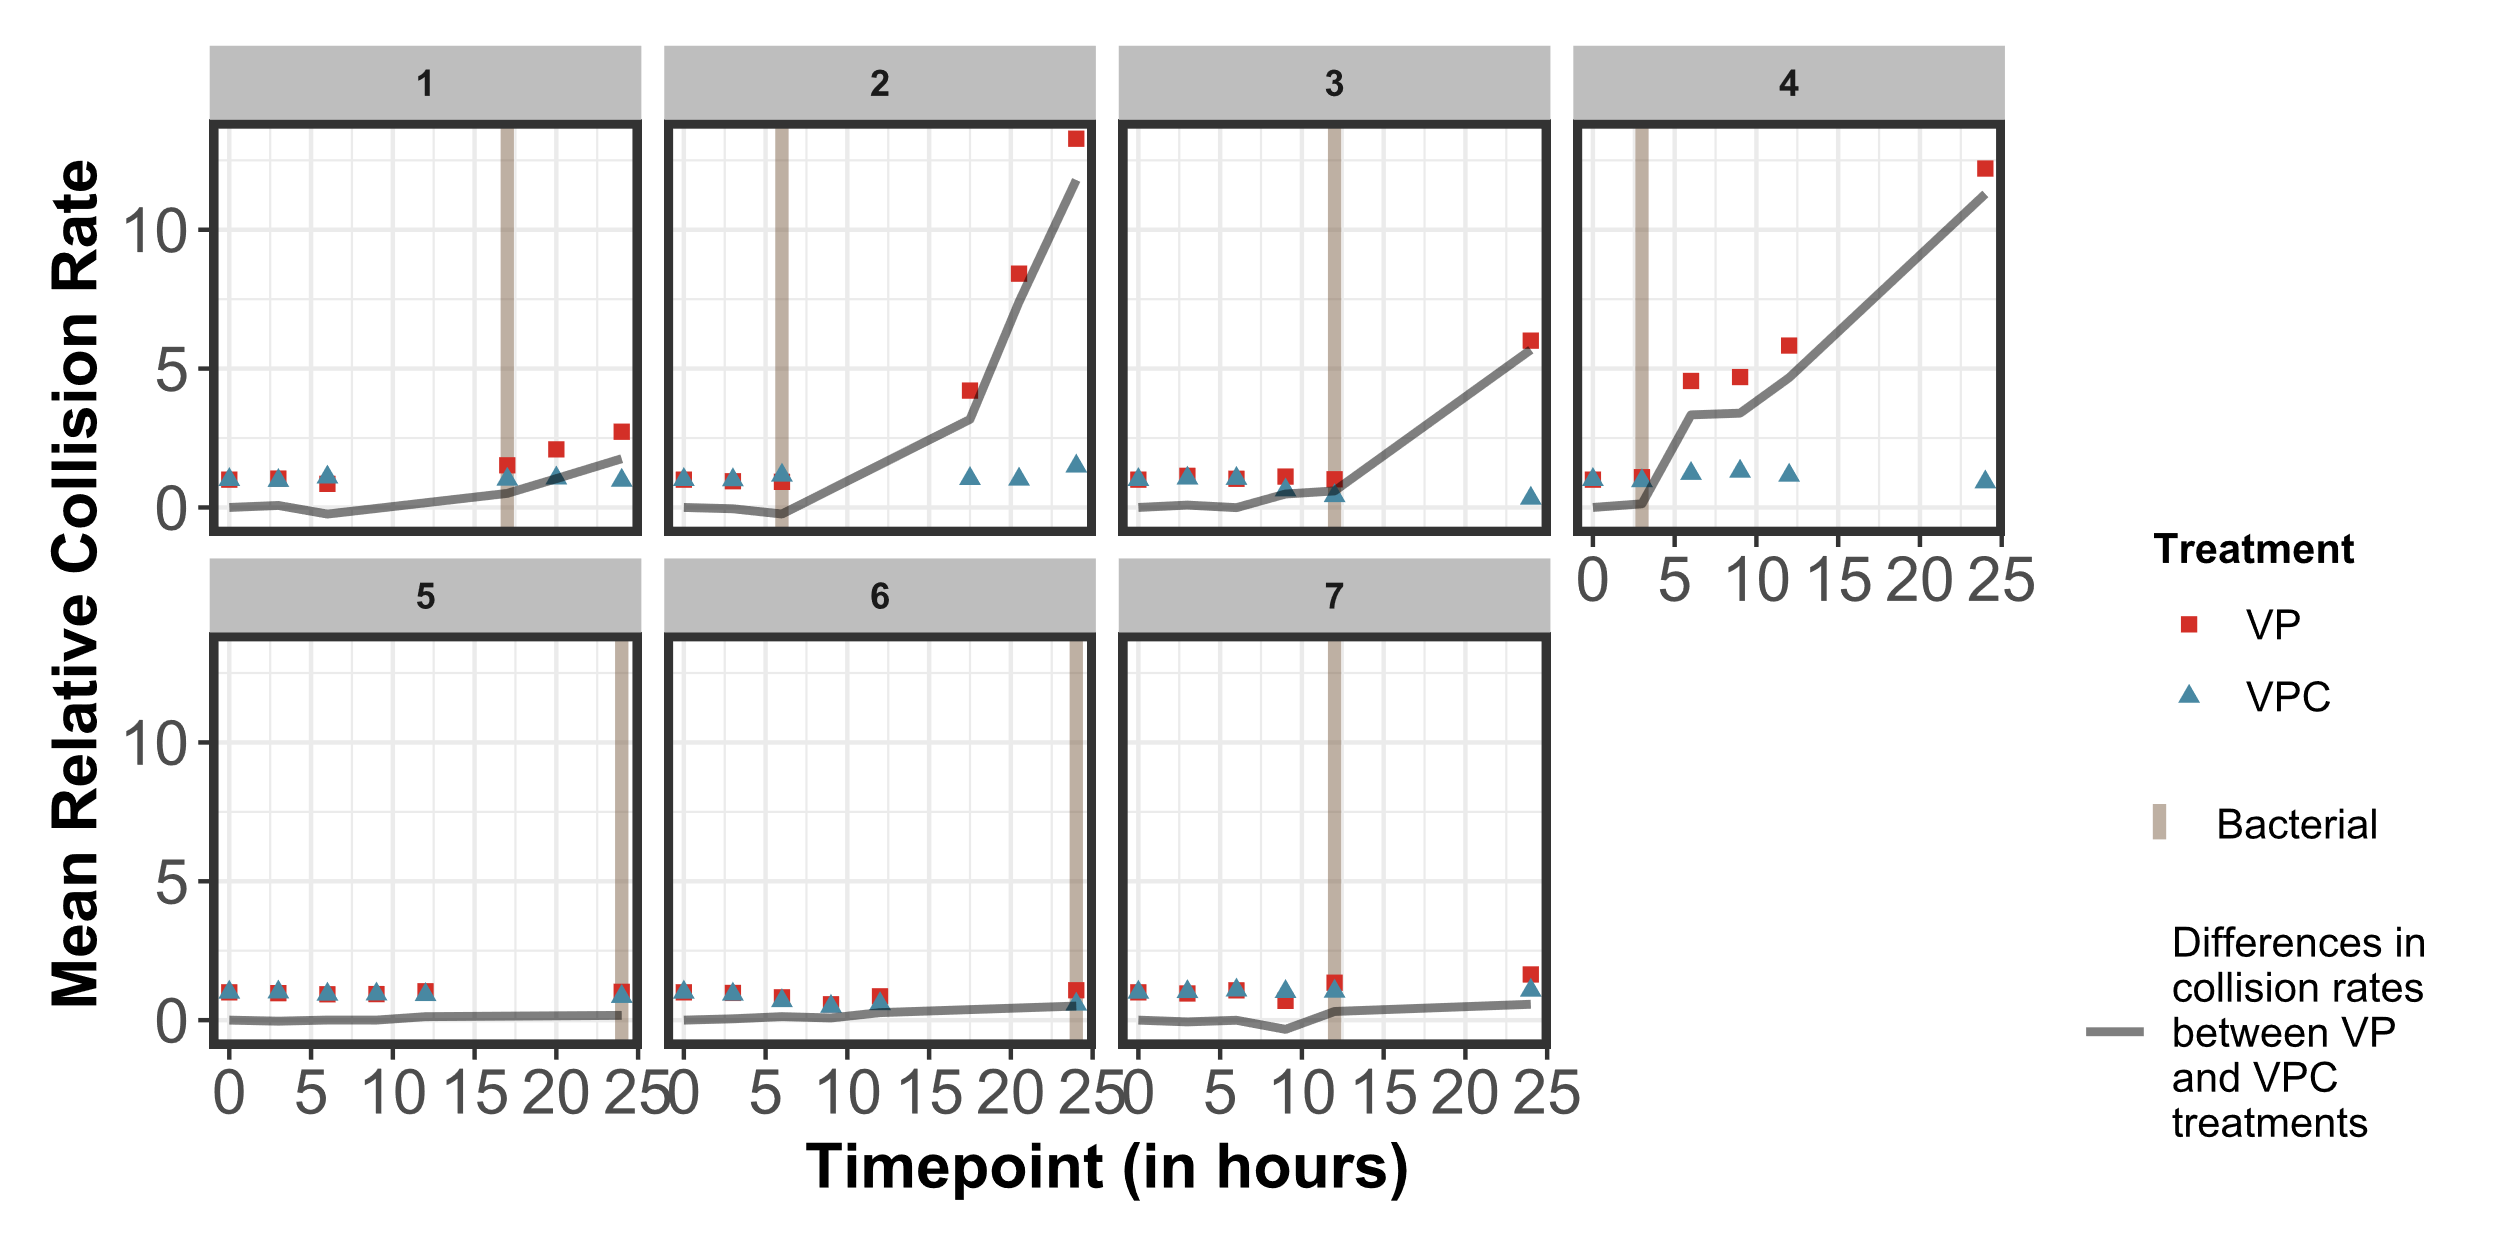 1
2
3
4
10
5
0
0 5 10 15 20 25
5
6
7
10
5
0
0 5 10 15 20 25
0 5 10 15 20 25
0 5 10 15 20 25
Mean Relative Collision Rate
Timepoint (in hours)
Treatment
VP
VPC
Bacterial
Differences in
collision rates
between VP
and VPC
treatments